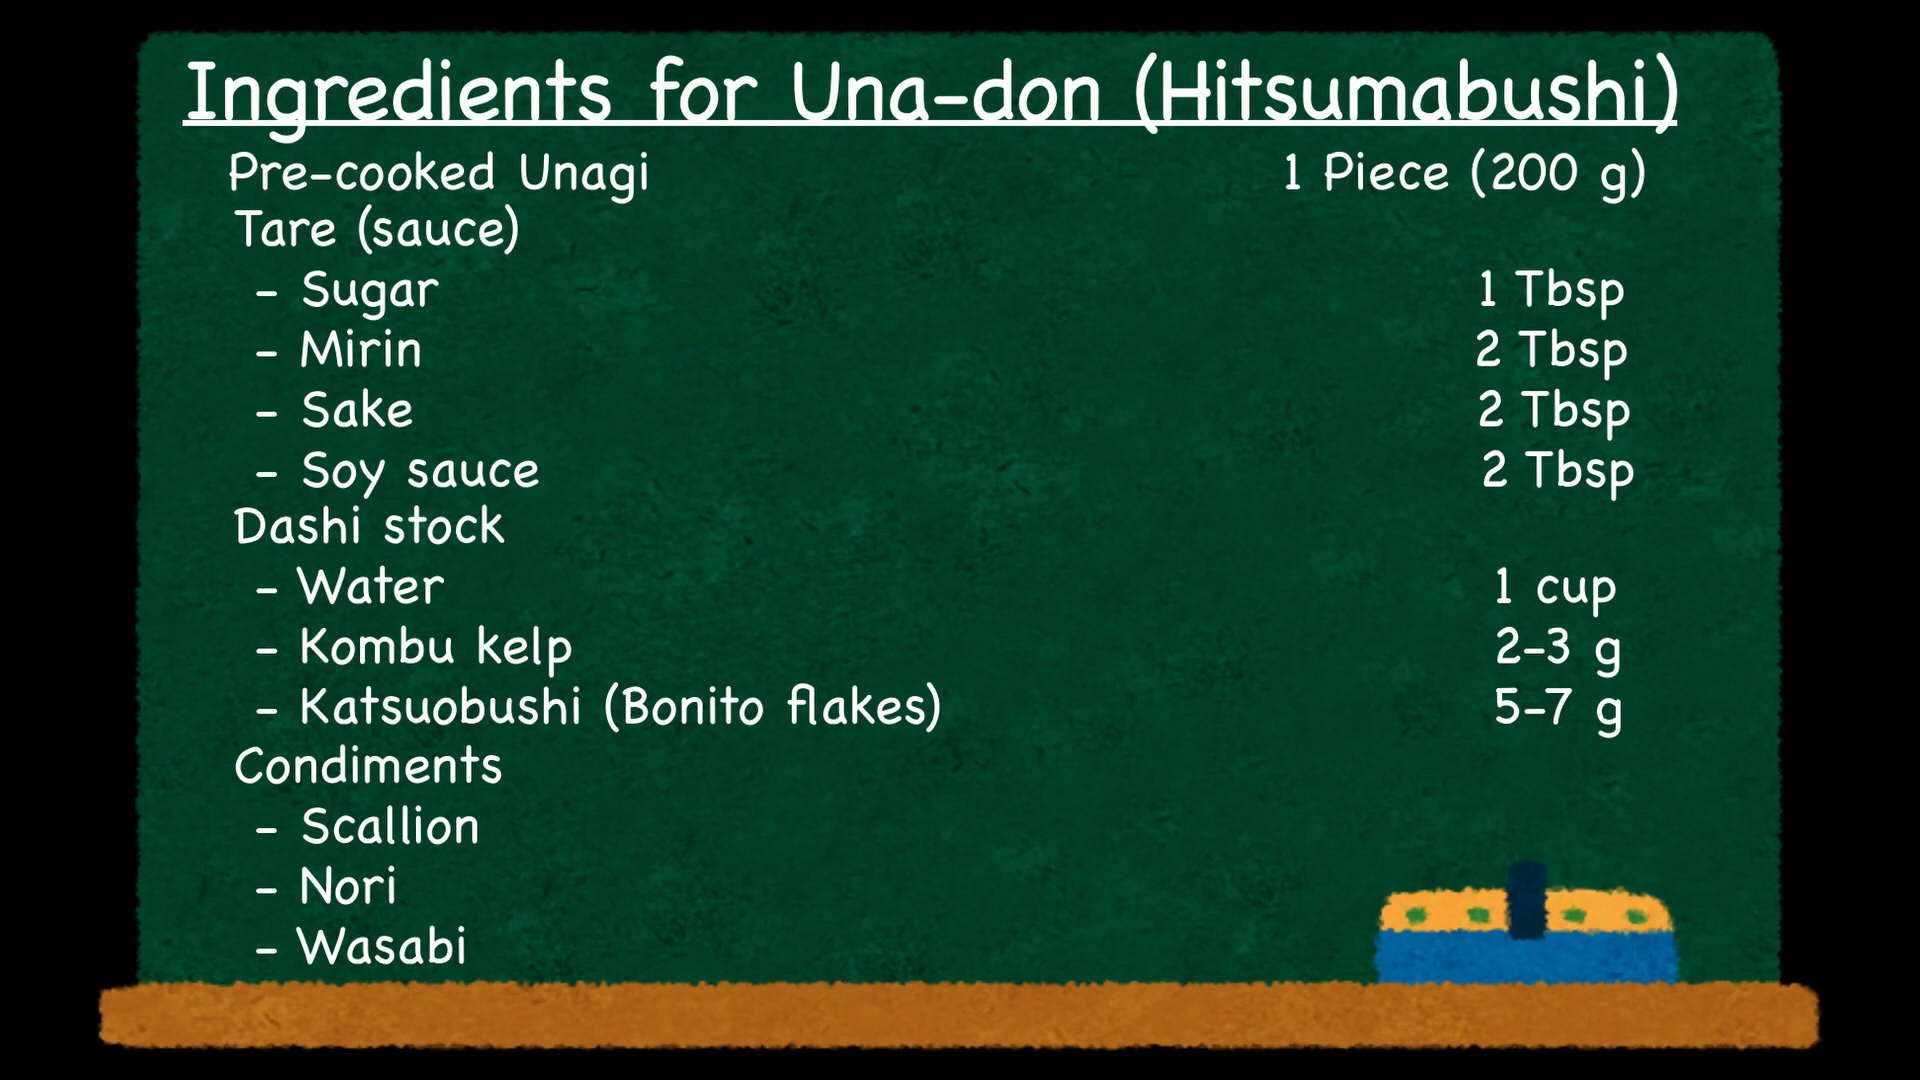 Ingredients for Una-don (Hitsumabushi)
Pre-cooked Unagi 1 Piece (200 g)
Tare (sauce)
- Sugar 1 Tbsp
- Mirin 2 Tbsp
- Sake 2 Tbsp
- Soy sauce 2 Tbsp
Dashi stock
- Water 1 cup
- Kombu kelp 2-3 g
- Katsuobushi (Bonito flakes) 5-7 g
Condiments
- Scallion
- Nori
- Wasabi